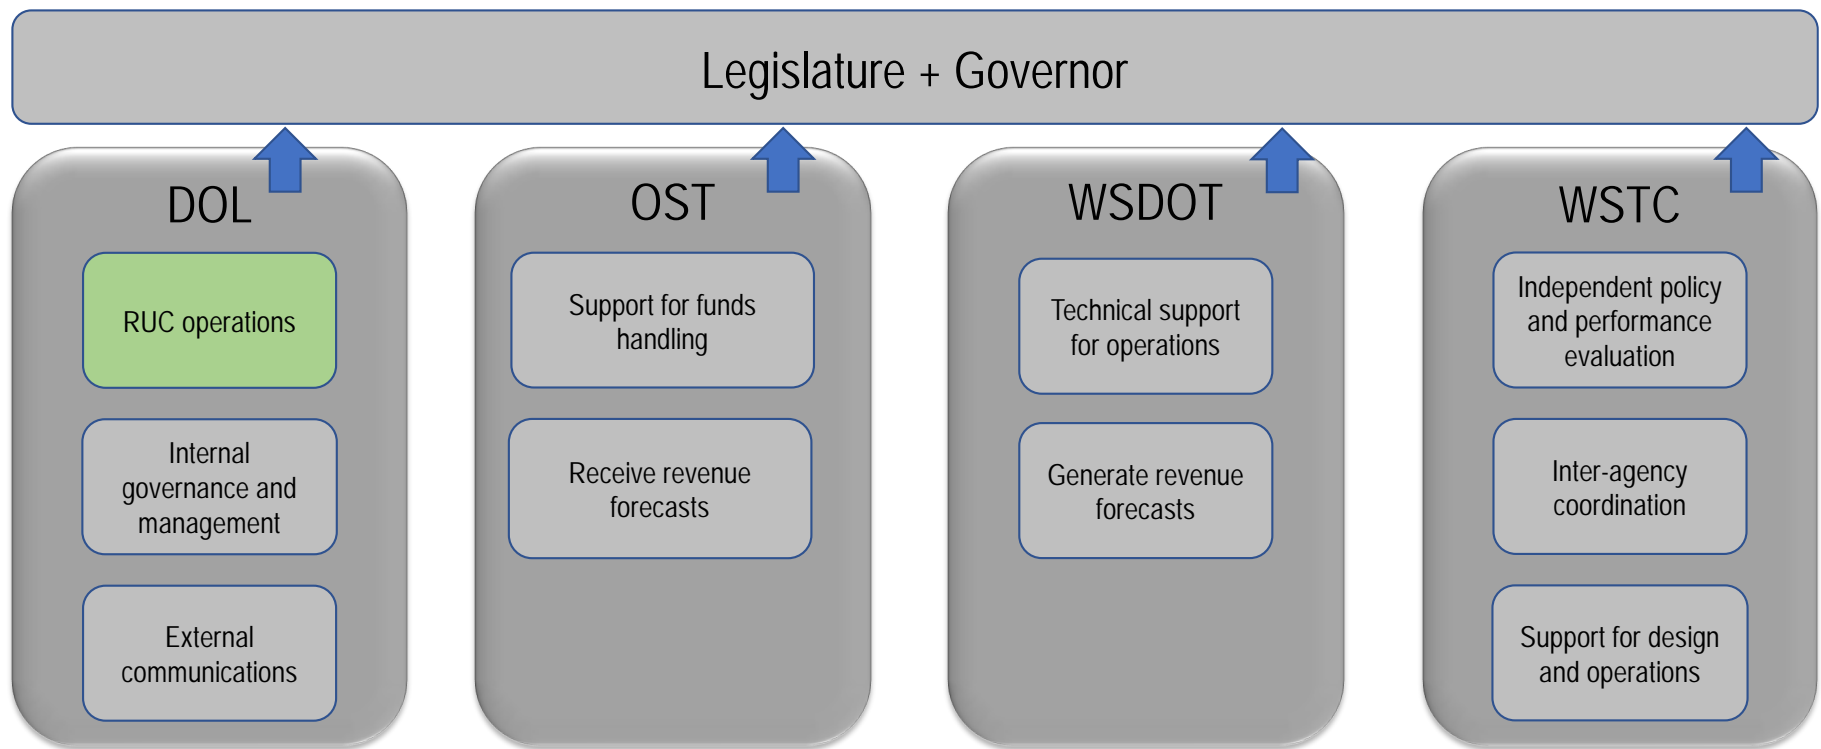 Legislature + Governor
DOL
RUC operations
Internal
governance and
management
External
communications
OST
Support for funds
handling
Receive revenue
forecasts
WSDOT
Technical support
for operations
Generate revenue
forecasts
WSTC
Independent policy
and performance
evaluation
Inter-agency
coordination
Support for design
and operations